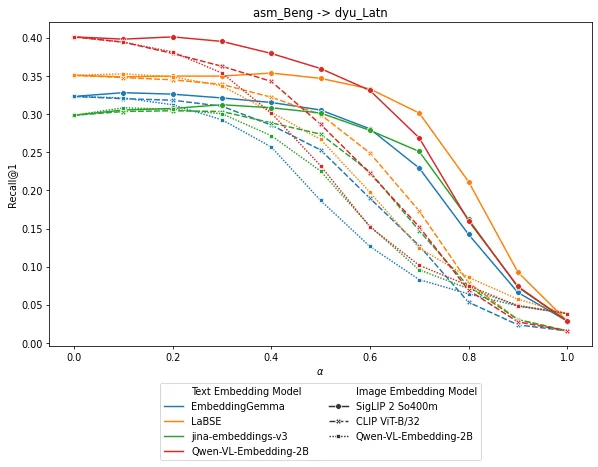 asm_Beng -> dyu_Latn
Recall@1
0.40
0.35
0.30
0.25
0.20
0.15
0.10
0.05
0.00
0.0 0.2 0.4 0.6 0.8 1.0
α
Text Embedding Model Image Embedding Model
EmbeddingGemma SigLIP 2 So400m
LaBSE CLIP ViT-B/32
jina-embeddings-v3 Qwen-VL-Embedding-2B
Qwen-VL-Embedding-2B